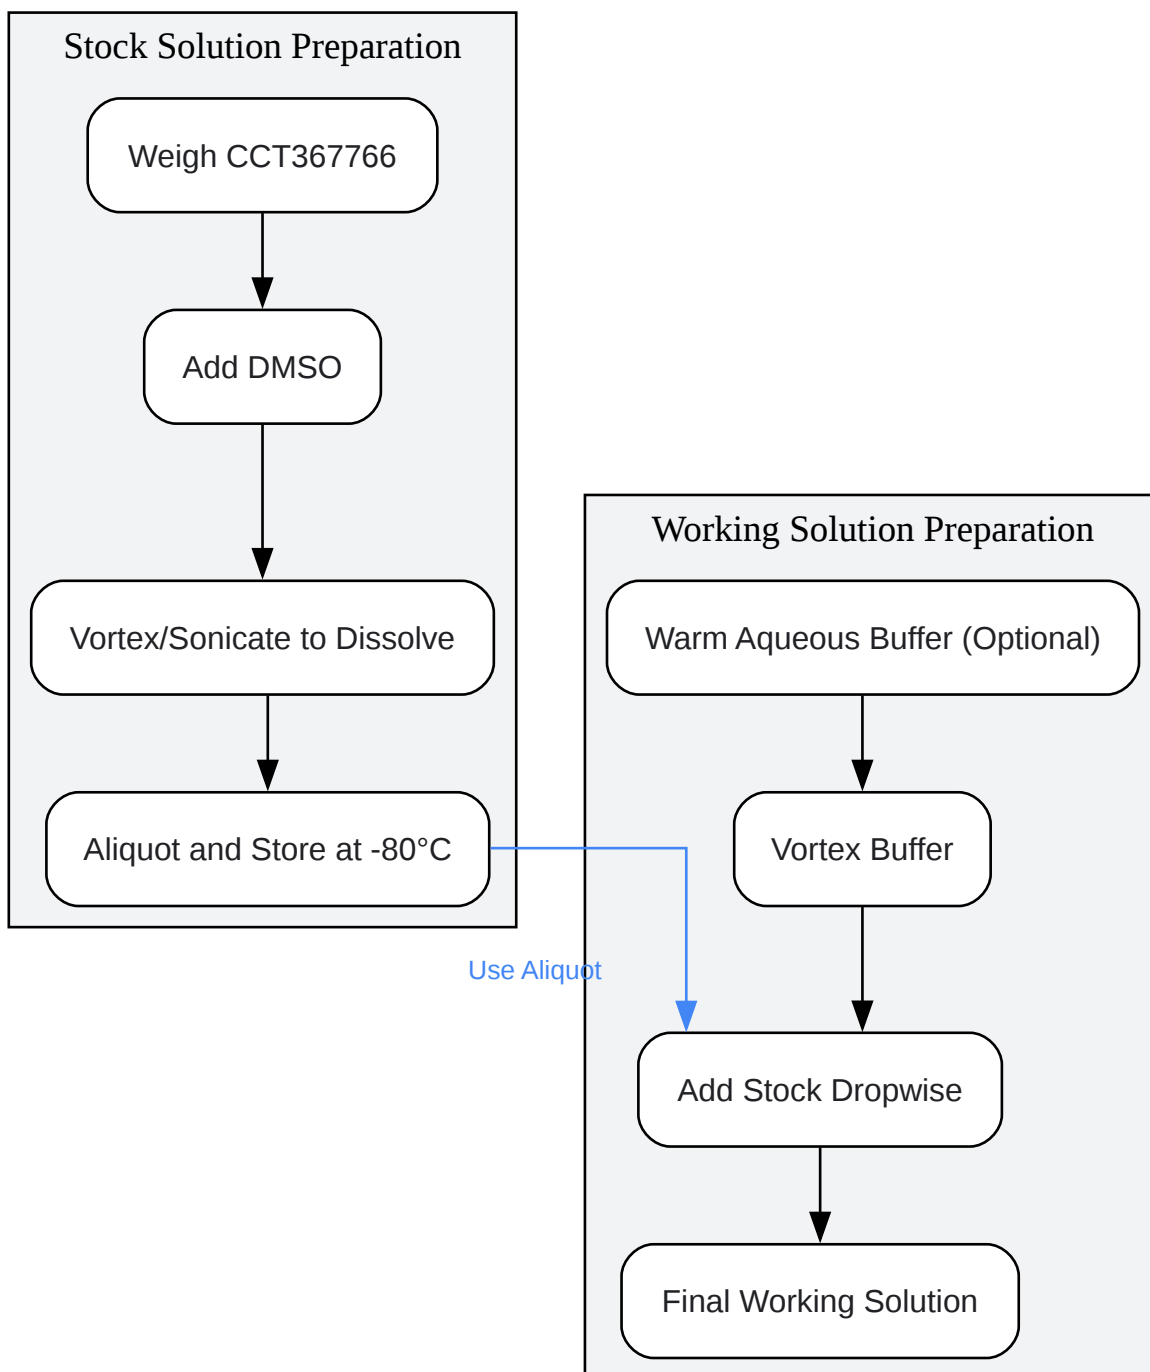 Stock Solution Preparation
Weigh CCT367766
Add DMSO
Vortex/Sonicate to Dissolve
Aliquot and Store at -80°C
Use Aliquot
Working Solution Preparation
Warm Aqueous Buffer (Optional)
Vortex Buffer
Add Stock Dropwise
Final Working Solution